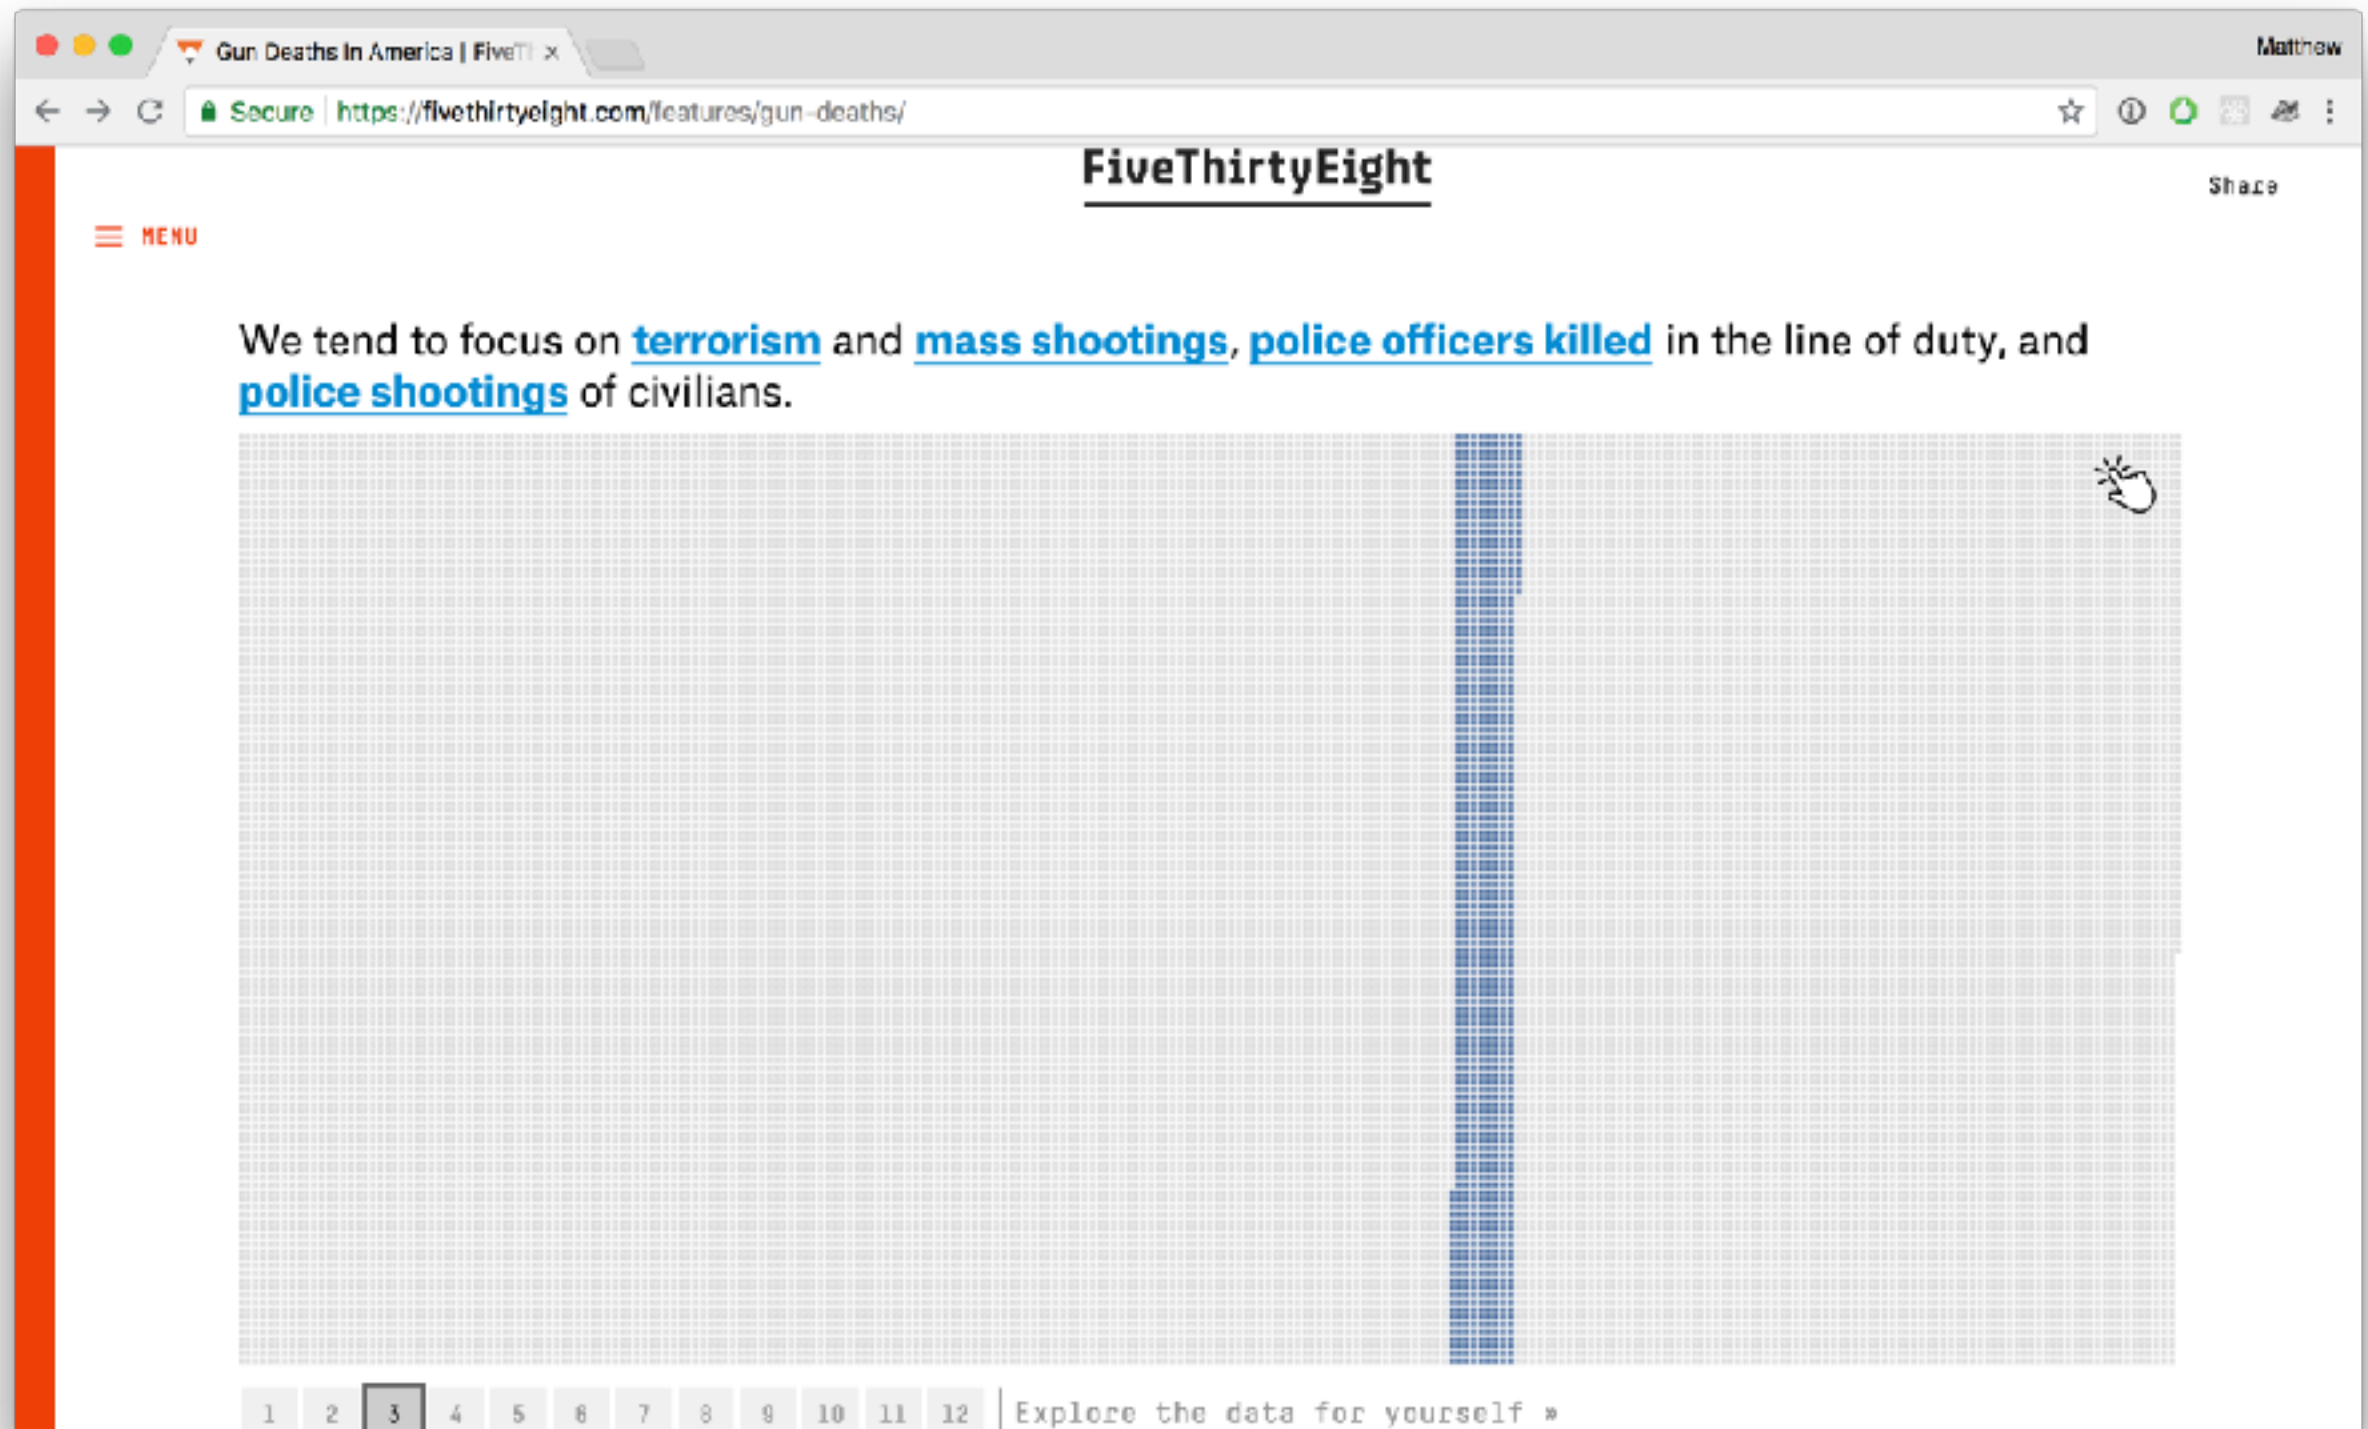 Gun Deaths In America | FiveTh
Matthew
Secure https://fivethirtyeight.com/features/gun-deaths/
FiveThirtyEight
Share
MENU
We tend to focus on terrorism and mass shootings, police officers killed in the line of duty, and
police shootings of civilians.
1 2 3 4 5 6 7 8 9 10 11 12 Explore the data for yourself »